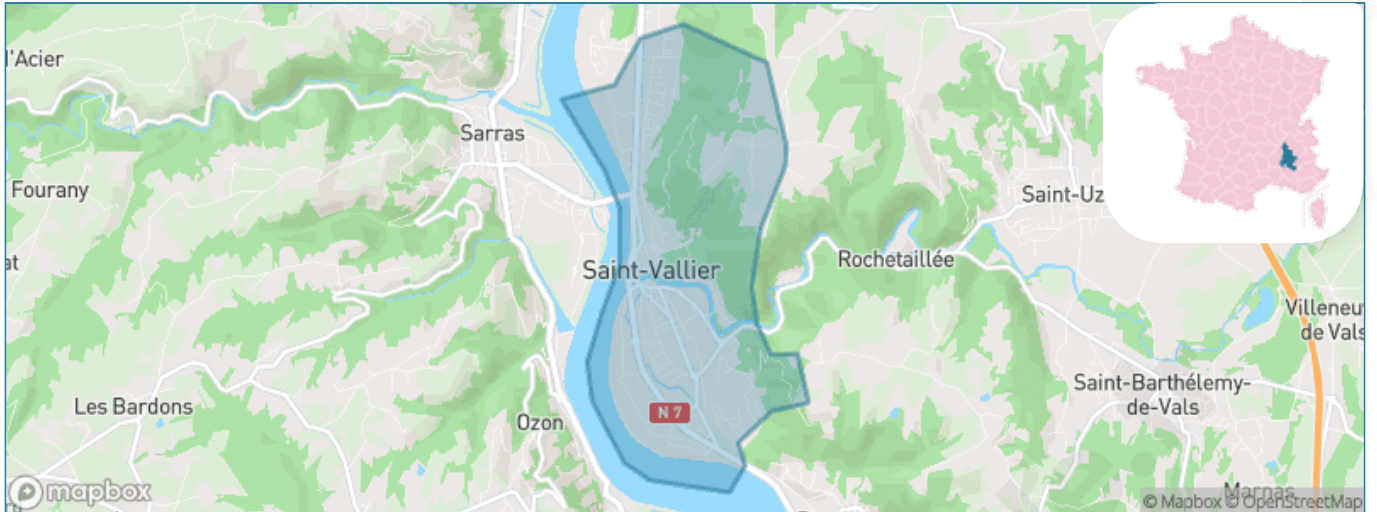 l'Acier
Sarras
Fourany
Saint-Uz
at
Saint-Vallier
Rochetaillée
Villeneu
de Vals
Saint-Barthélemy-
de-Vals
Les Bardons
N 7
Ozon
mapbox
Marnas
© Mapbox © OpenStreetMap